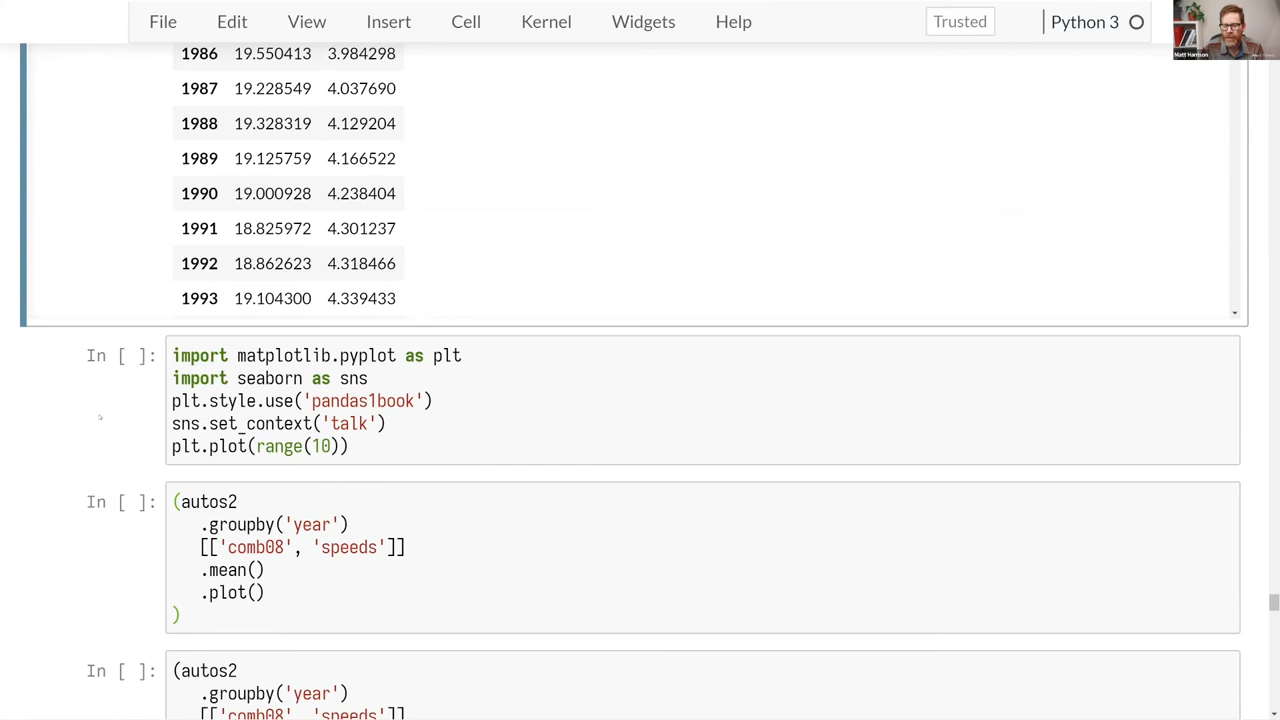 File Edit View Insert Cell Kernel Widgets Help Trusted Python 3
Matt Harrison
1986 19.550413 3.984298
1987 19.228549 4.037690
1988 19.328319 4.129204
1989 19.125759 4.166522
1990 19.000928 4.238404
1991 18.825972 4.301237
1992 18.862623 4.318466
1993 19.104300 4.339433
In [ ]:
import matplotlib.pyplot as plt
import seaborn as sns
plt.style.use('pandas1book')
sns.set_context('talk')
plt.plot(range(10))
In [ ]:
(autos2
.groupby('year')
[['comb08', 'speeds']]
.mean()
.plot()
)
In [ ]:
(autos2
.groupby('year')
[['comb08', 'speeds']]